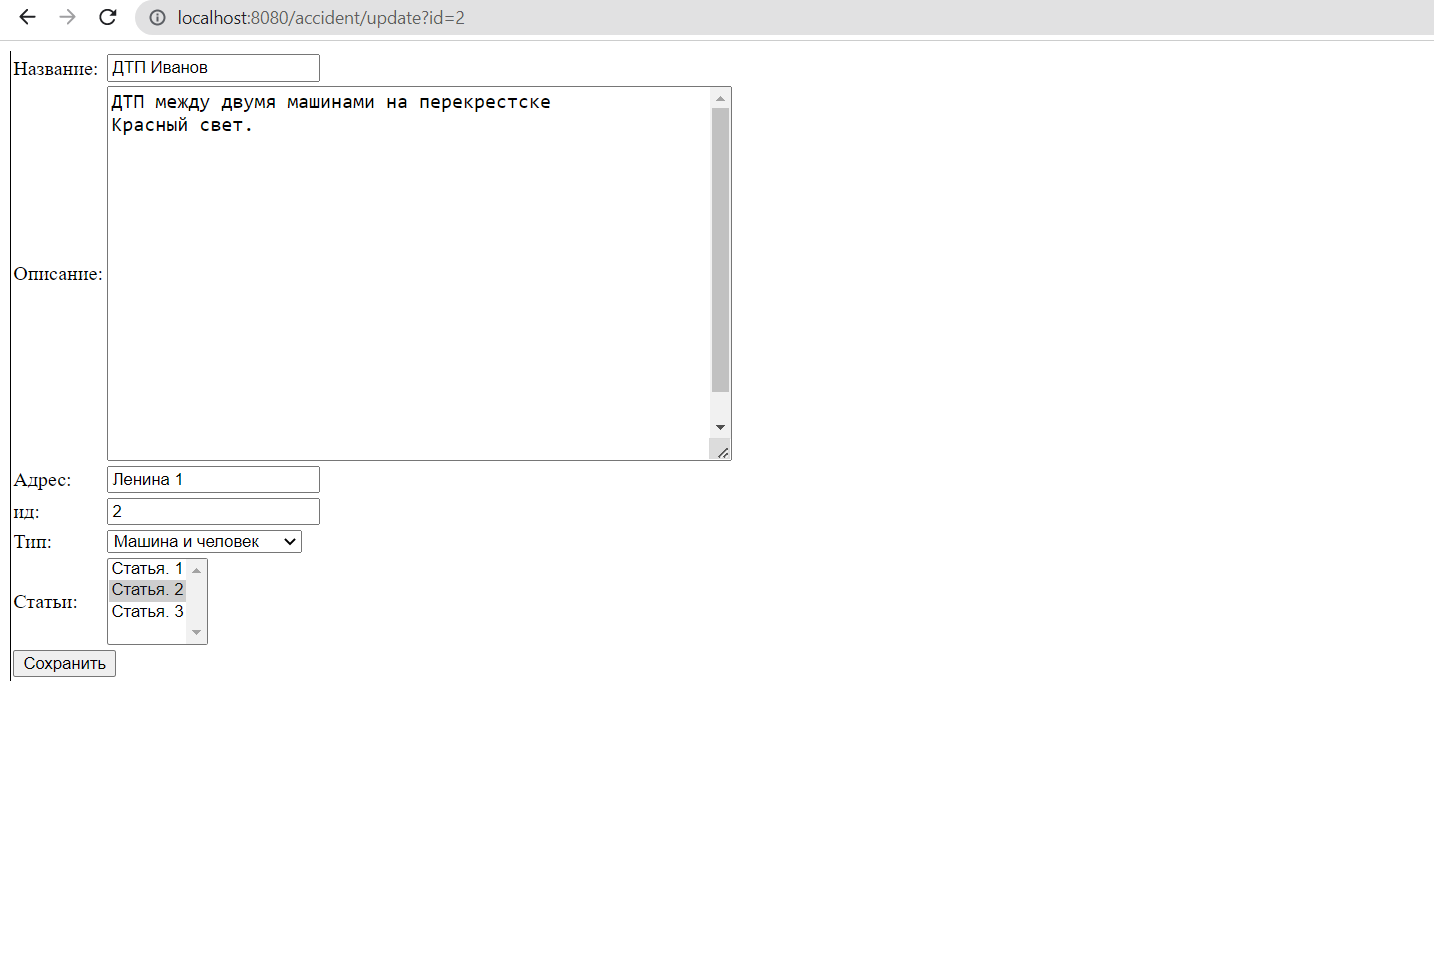 localhost:8080/accident/update?id=2
Название: ДТП Иванов
ДТП между двумя машинами на перекрестске
Красный свет.
Описание:
Адрес: Ленина 1
ид: 2
Тип: Машина и человек
Статья. 1
Статья. 2
Статьи:
Статья. 3
Сохранить